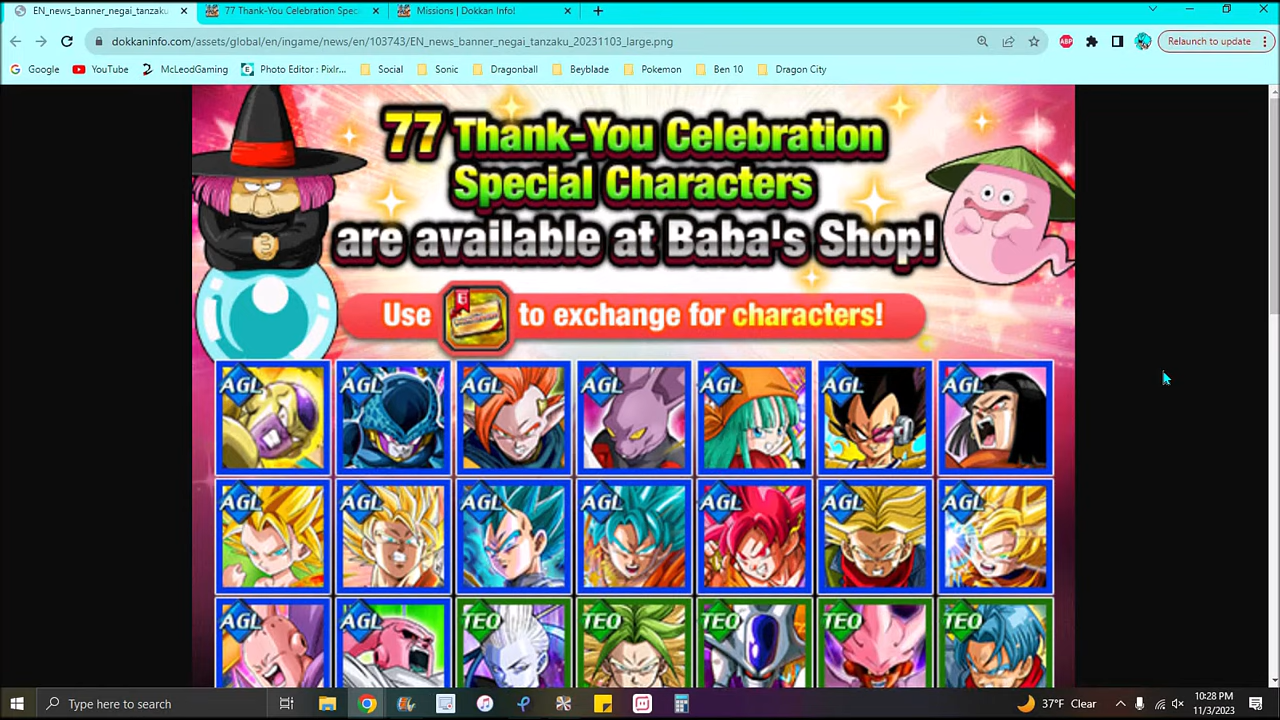 EN_news_banner_negai_tanzaku
77 Thank-You Celebration Spec
Missions | Dokkan Info!
dokkaninfo.com/assets/global/en/ingame/news/en/103743/EN_news_banner_negai_tanzaku_20231103_large.png
ABP
Relaunch to update
Google
YouTube
McLeodGaming
Photo Editor : Pixlr...
Social
Sonic
Dragonball
Beyblade
Pokemon
Ben 10
Dragon City
77 Thank-You Celebration
Special Characters
are available at Baba's Shop!
Use to exchange for characters!
AGL AGL AGL AGL AGL AGL AGL
AGL AGL AGL AGL AGL AGL AGL
AGL AGL TEQ TEQ TEQ TEQ TEQ
Type here to search
37°F Clear
10:28 PM
11/3/2023